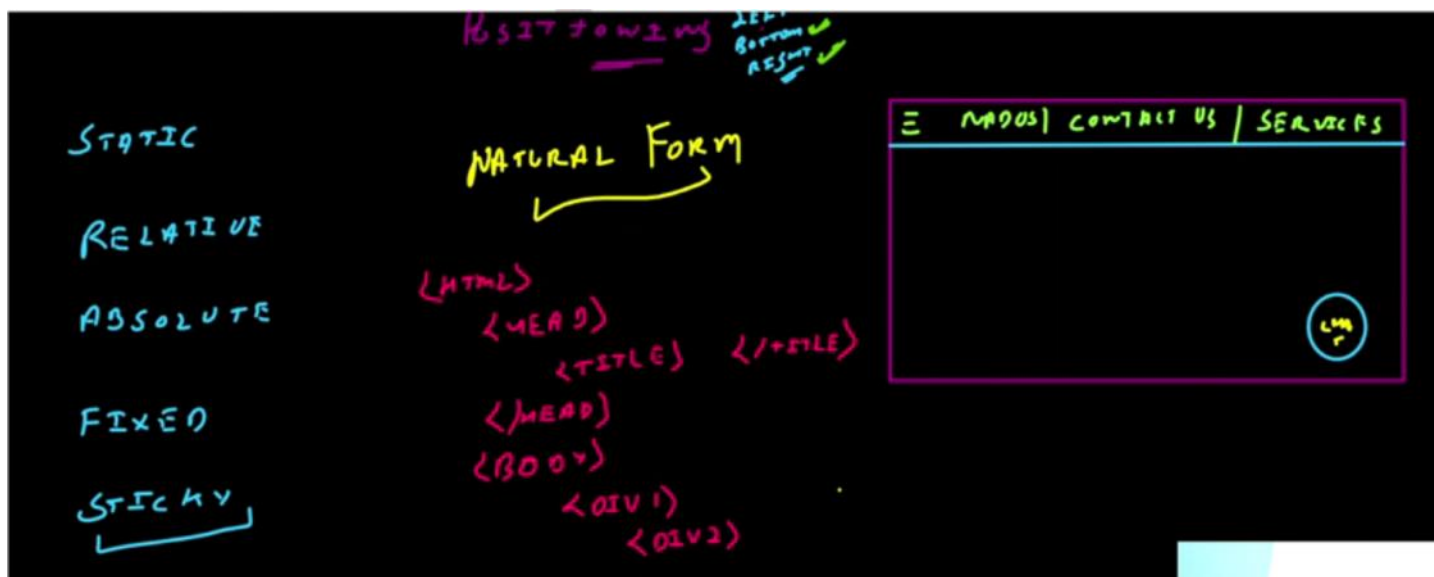 Positioning
BOTTOM
RIGHT
STATIC
NATURAL FORM
RELATIVE
ABSOLUTE
FIXED
STICKY
<HTML>
<HEAD>
<TITLE> </TITLE>
</HEAD>
<BODY>
<DIV1>
<DIV2>
| CONTACT US | SERVICES